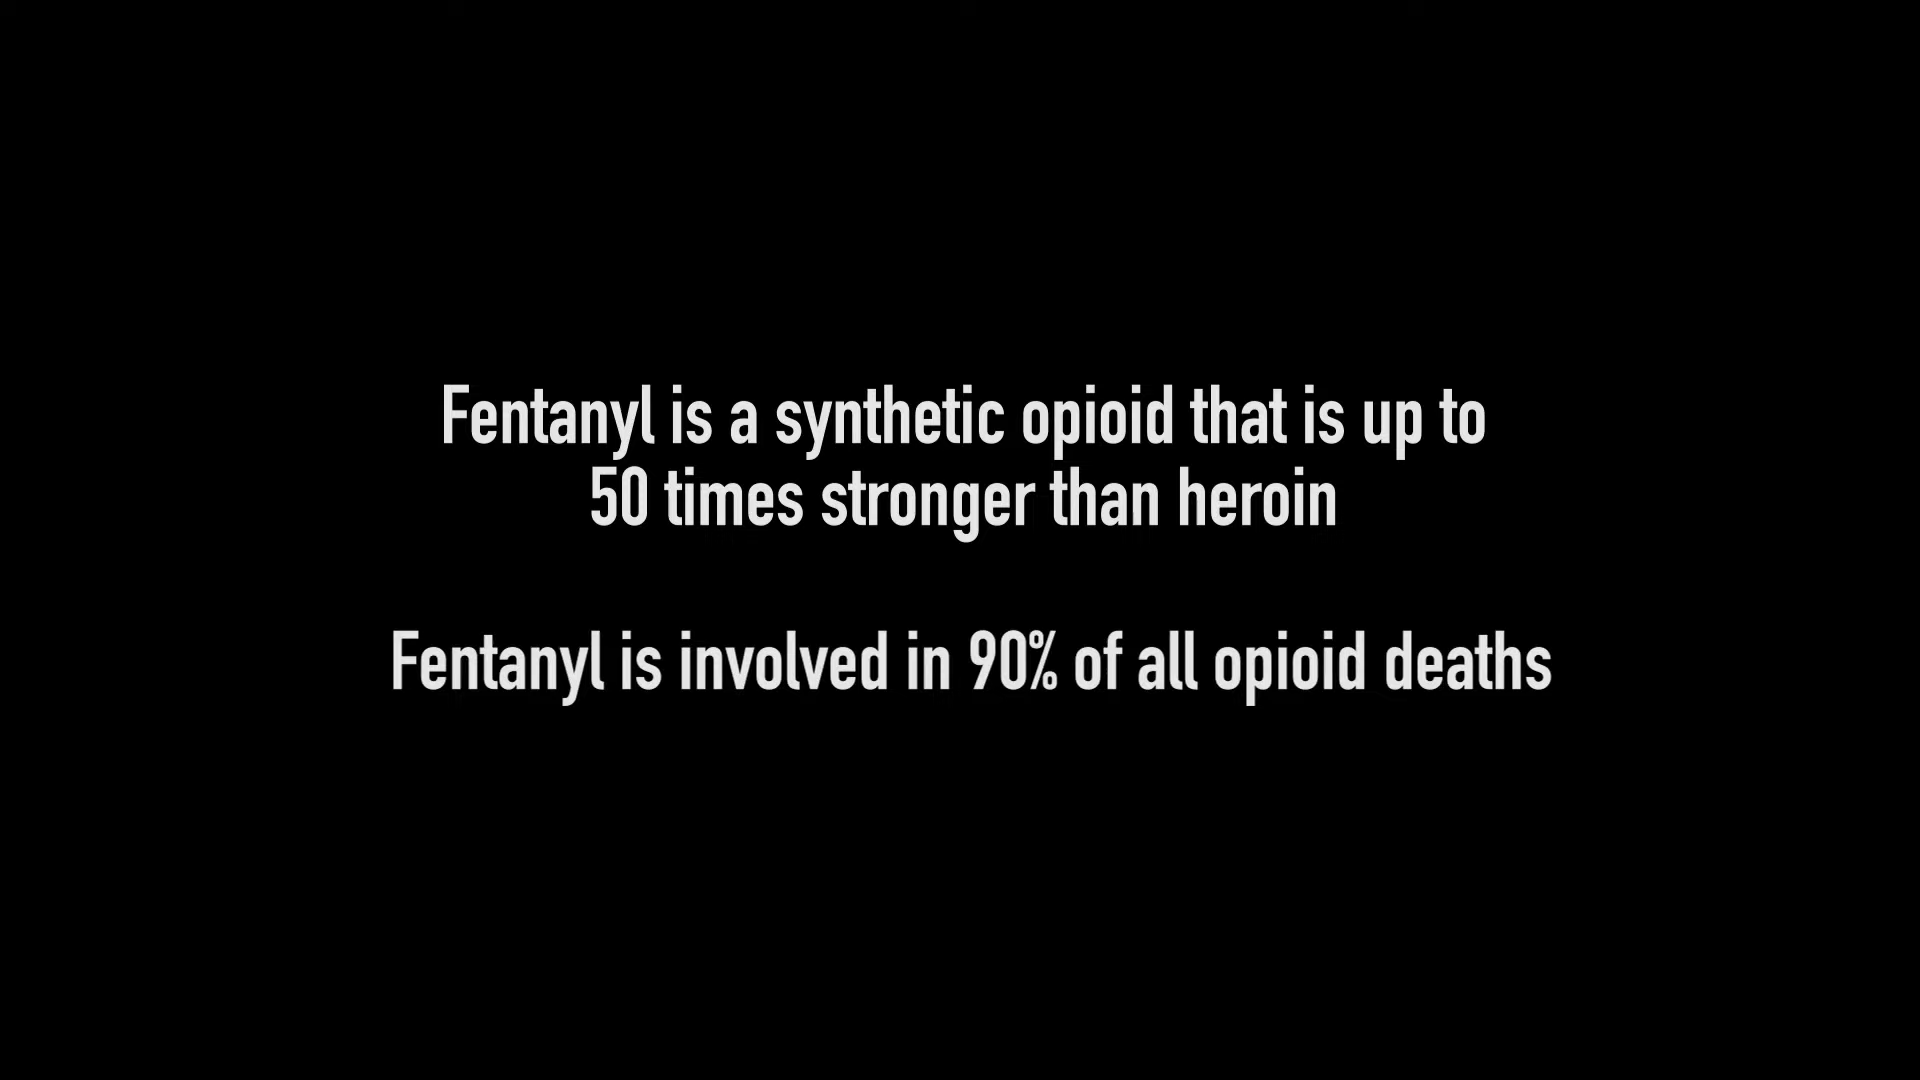 Fentanyl is a synthetic opioid that is up to
50 times stronger than heroin
Fentanyl is involved in 90% of all opioid deaths